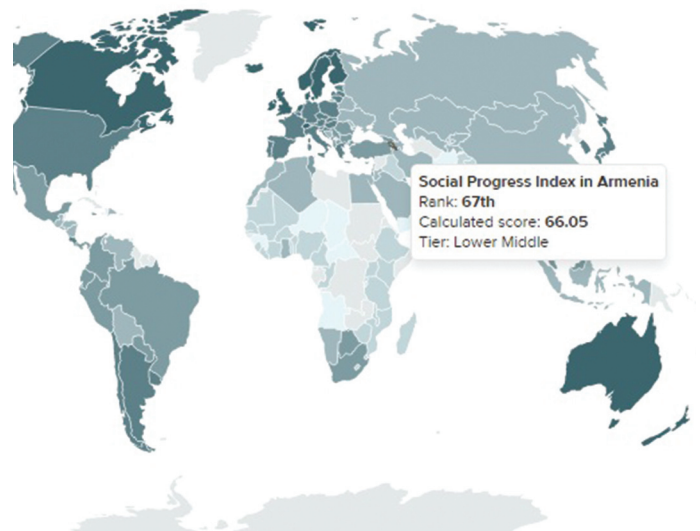 Social Progress Index in Armenia
Rank: 67th
Calculated score: 66.05
Tier: Lower Middle